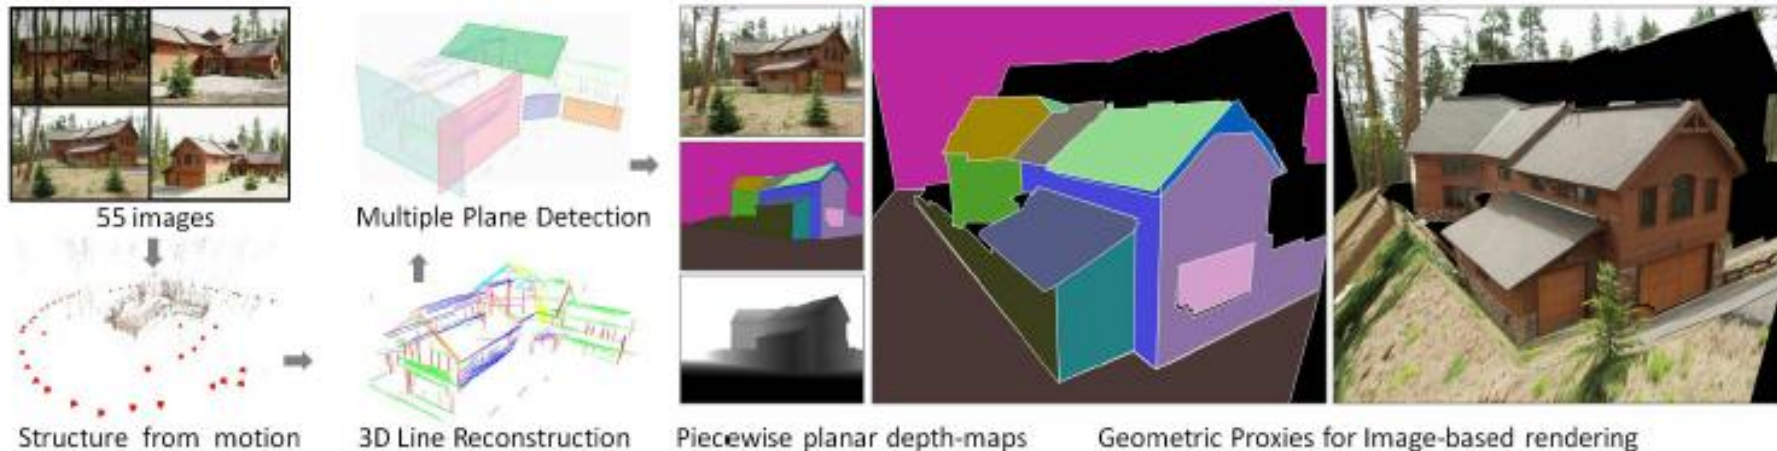 55 images
Structure from motion
3D Line Reconstruction
Multiple Plane Detection
Piecewise planar depth-maps
Geometric Proxies for Image-based rendering